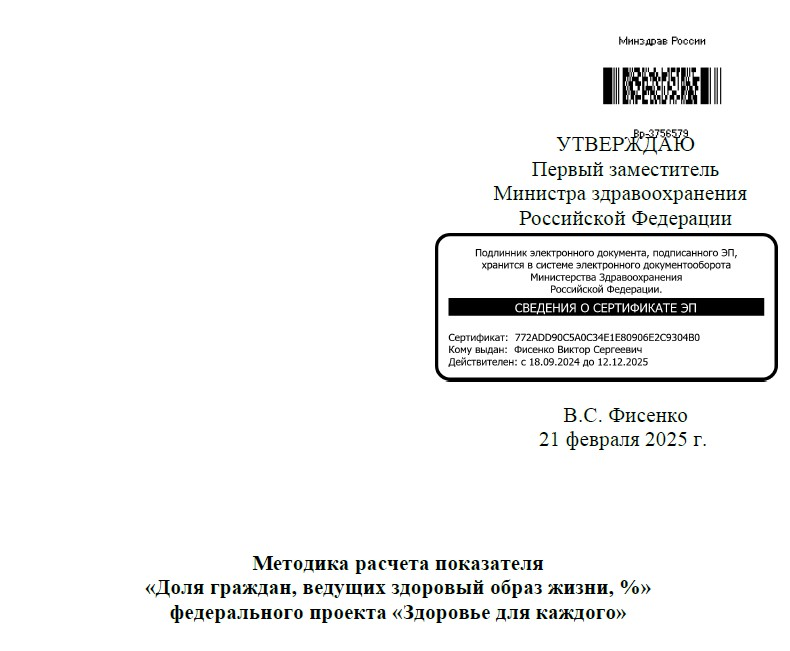 Минздрав России
Вр-3756579
УТВЕРЖДАЮ
Первый заместитель
Министра здравоохранения
Российской Федерации
Подлинник электронного документа, подписанного ЭП,
хранится в системе электронного документооборота
Министерства Здравоохранения
Российской Федерации.
СВЕДЕНИЯ О СЕРТИФИКАТЕ ЭП
Сертификат: 772ADD90C5A0C34E1E80906E2C9304B0
Кому выдан: Фисенко Виктор Сергеевич
Действителен: с 18.09.2024 до 12.12.2025
В.С. Фисенко
21 февраля 2025 г.
Методика расчета показателя
«Доля граждан, ведущих здоровый образ жизни, %»
федерального проекта «Здоровье для каждого»